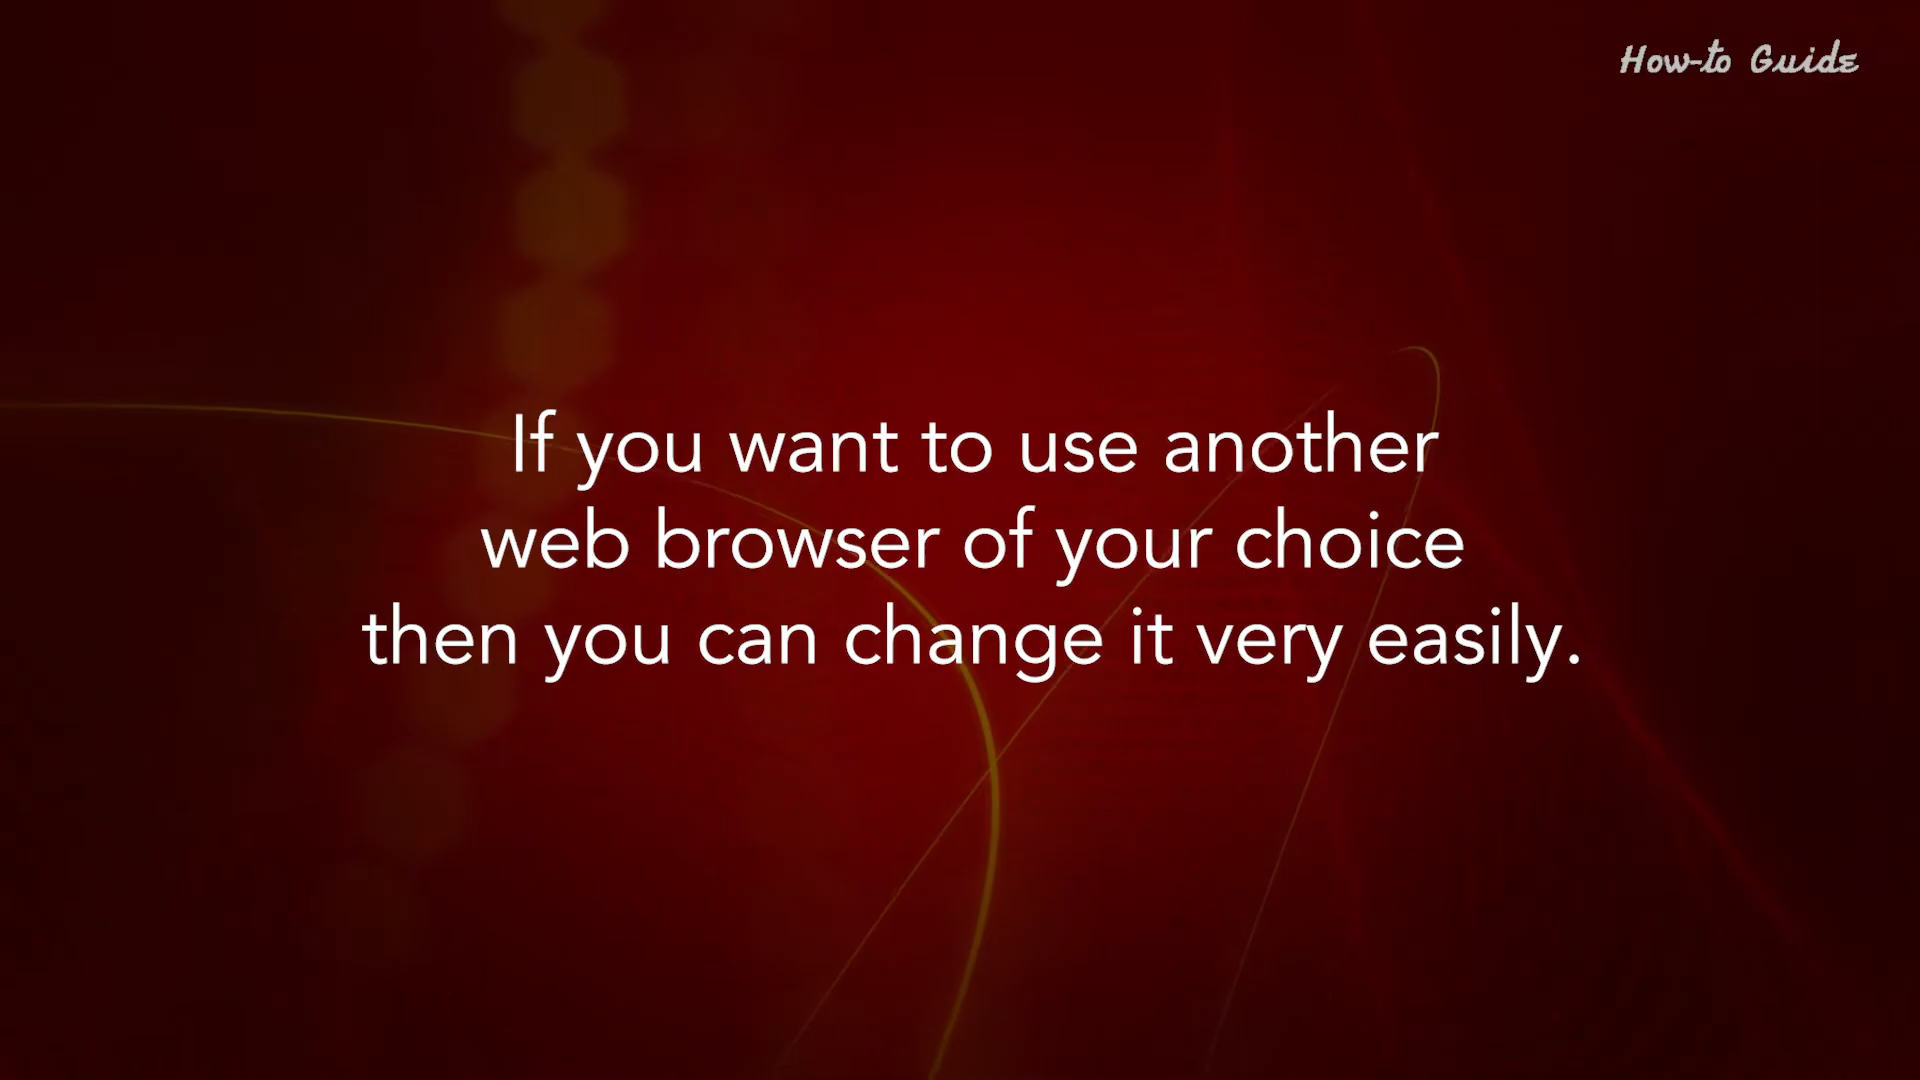 How-to Guide
If you want to use another
web browser of your choice
then you can change it very easily.